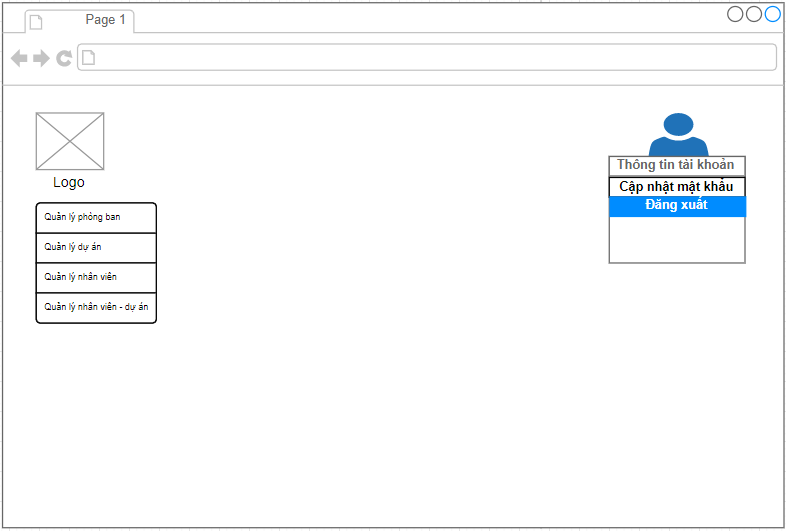 Page 1
Logo
Quản lý phòng ban
Quản lý dự án
Quản lý nhân viên
Quản lý nhân viên - dự án
Thông tin tài khoản
Cập nhật mật khẩu
Đăng xuất